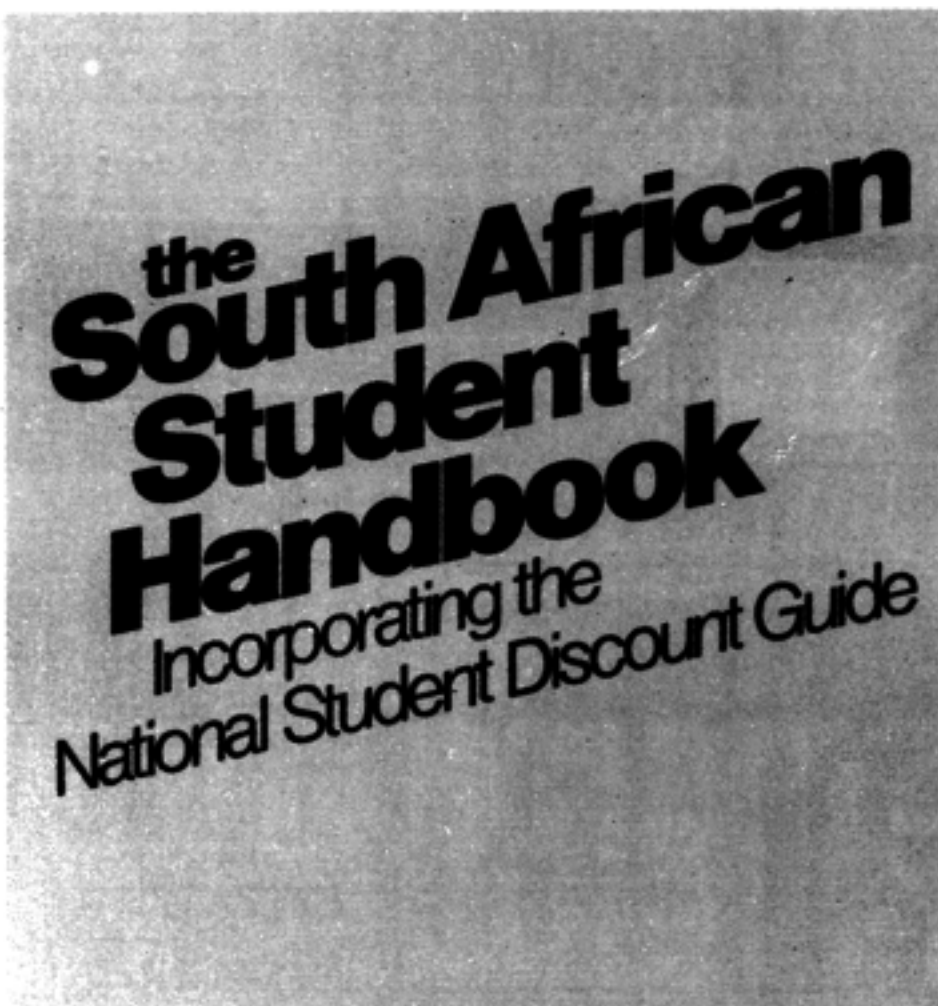 the
South African
Student
Handbook
Incorporating the
National Student Discount Guide